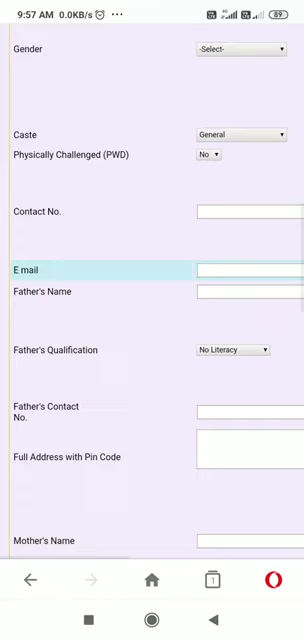 9:57 AM 0.0KB/s
89
Gender -Select-
Caste General
Physically Challenged (PWD) No
Contact No.
E mail
Father's Name
Father's Qualification No Literacy
Father's Contact
No.
Full Address with Pin Code
Mother's Name
1